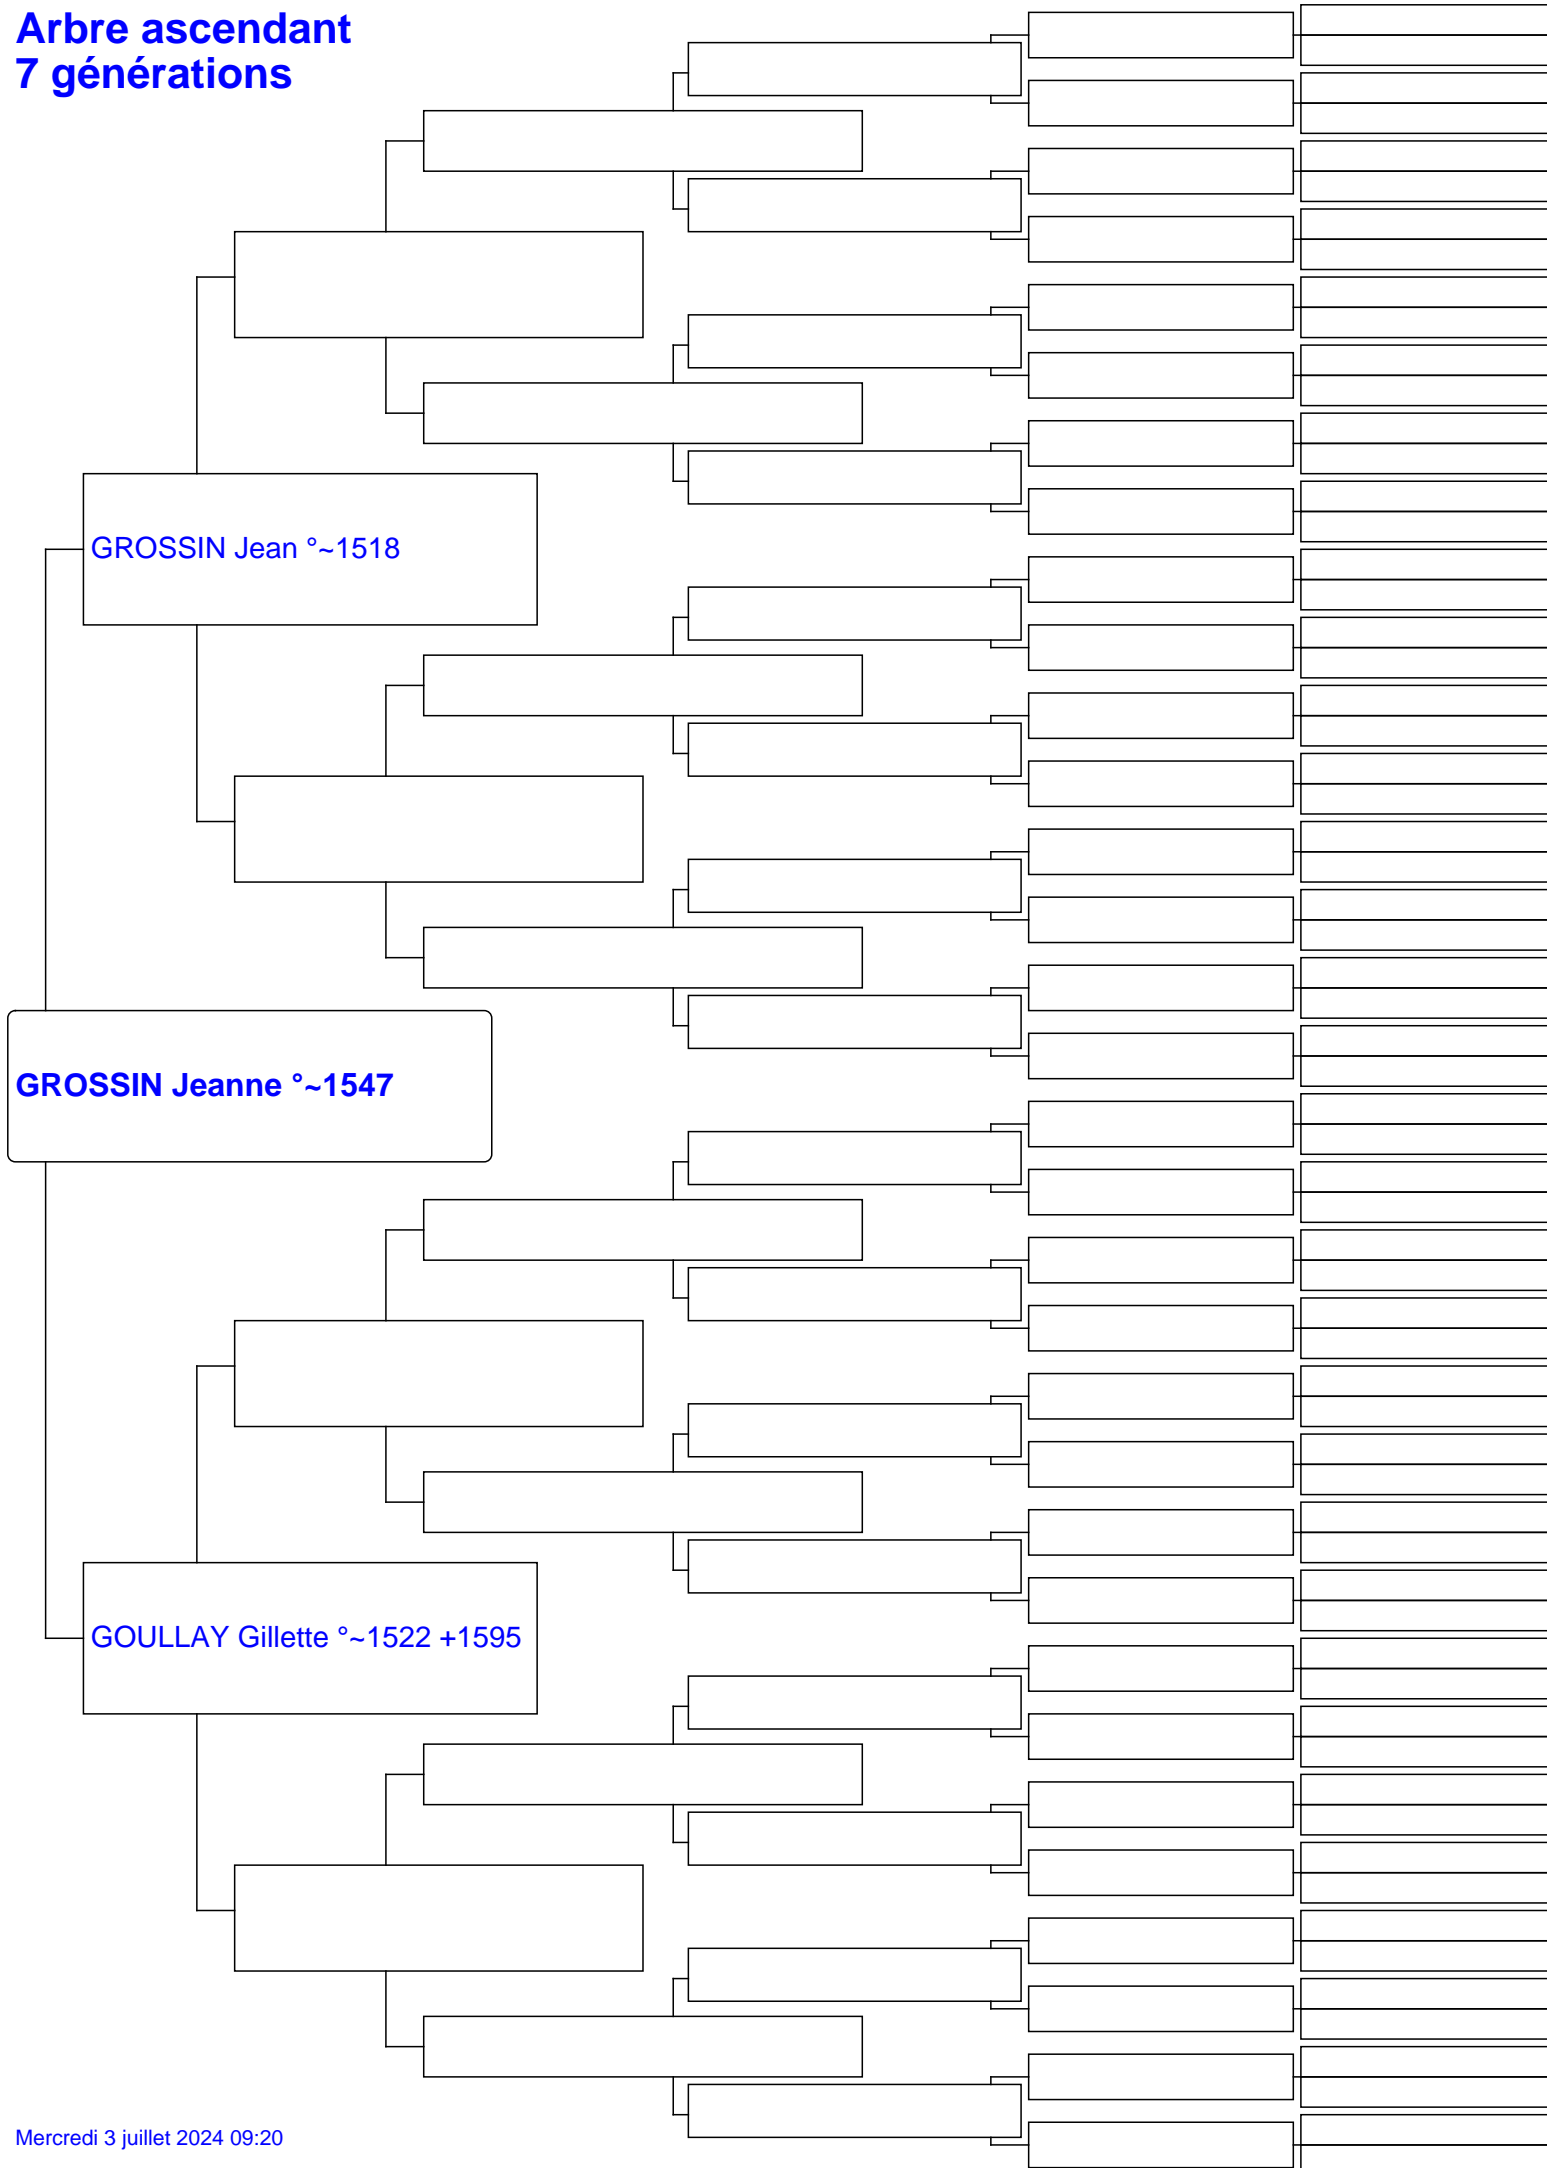 Arbre ascendant
7 générations
GROSSIN Jean °~1518
GROSSIN Jeanne °~1547
GOULLAY Gillette °~1522 +1595
Mercredi 3 juillet 2024 09:20